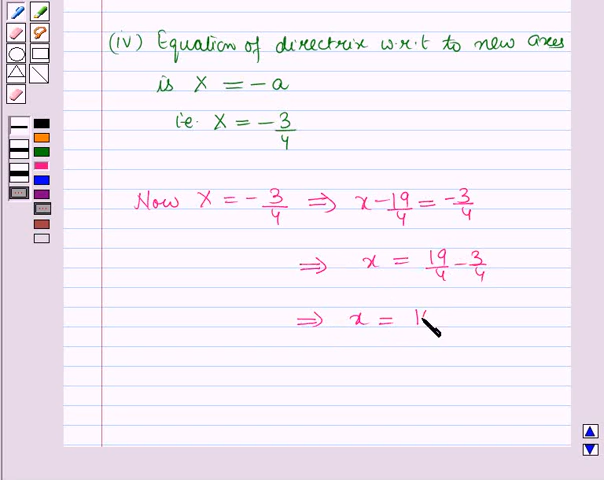 (iv) Equation of directrix w.r.t to new axes
is X = -a
i.e. X = -3/4
Now X = -3/4 ⇒ x - 19/4 = -3/4
⇒ x = 19/4 - 3/4
⇒ x = 1